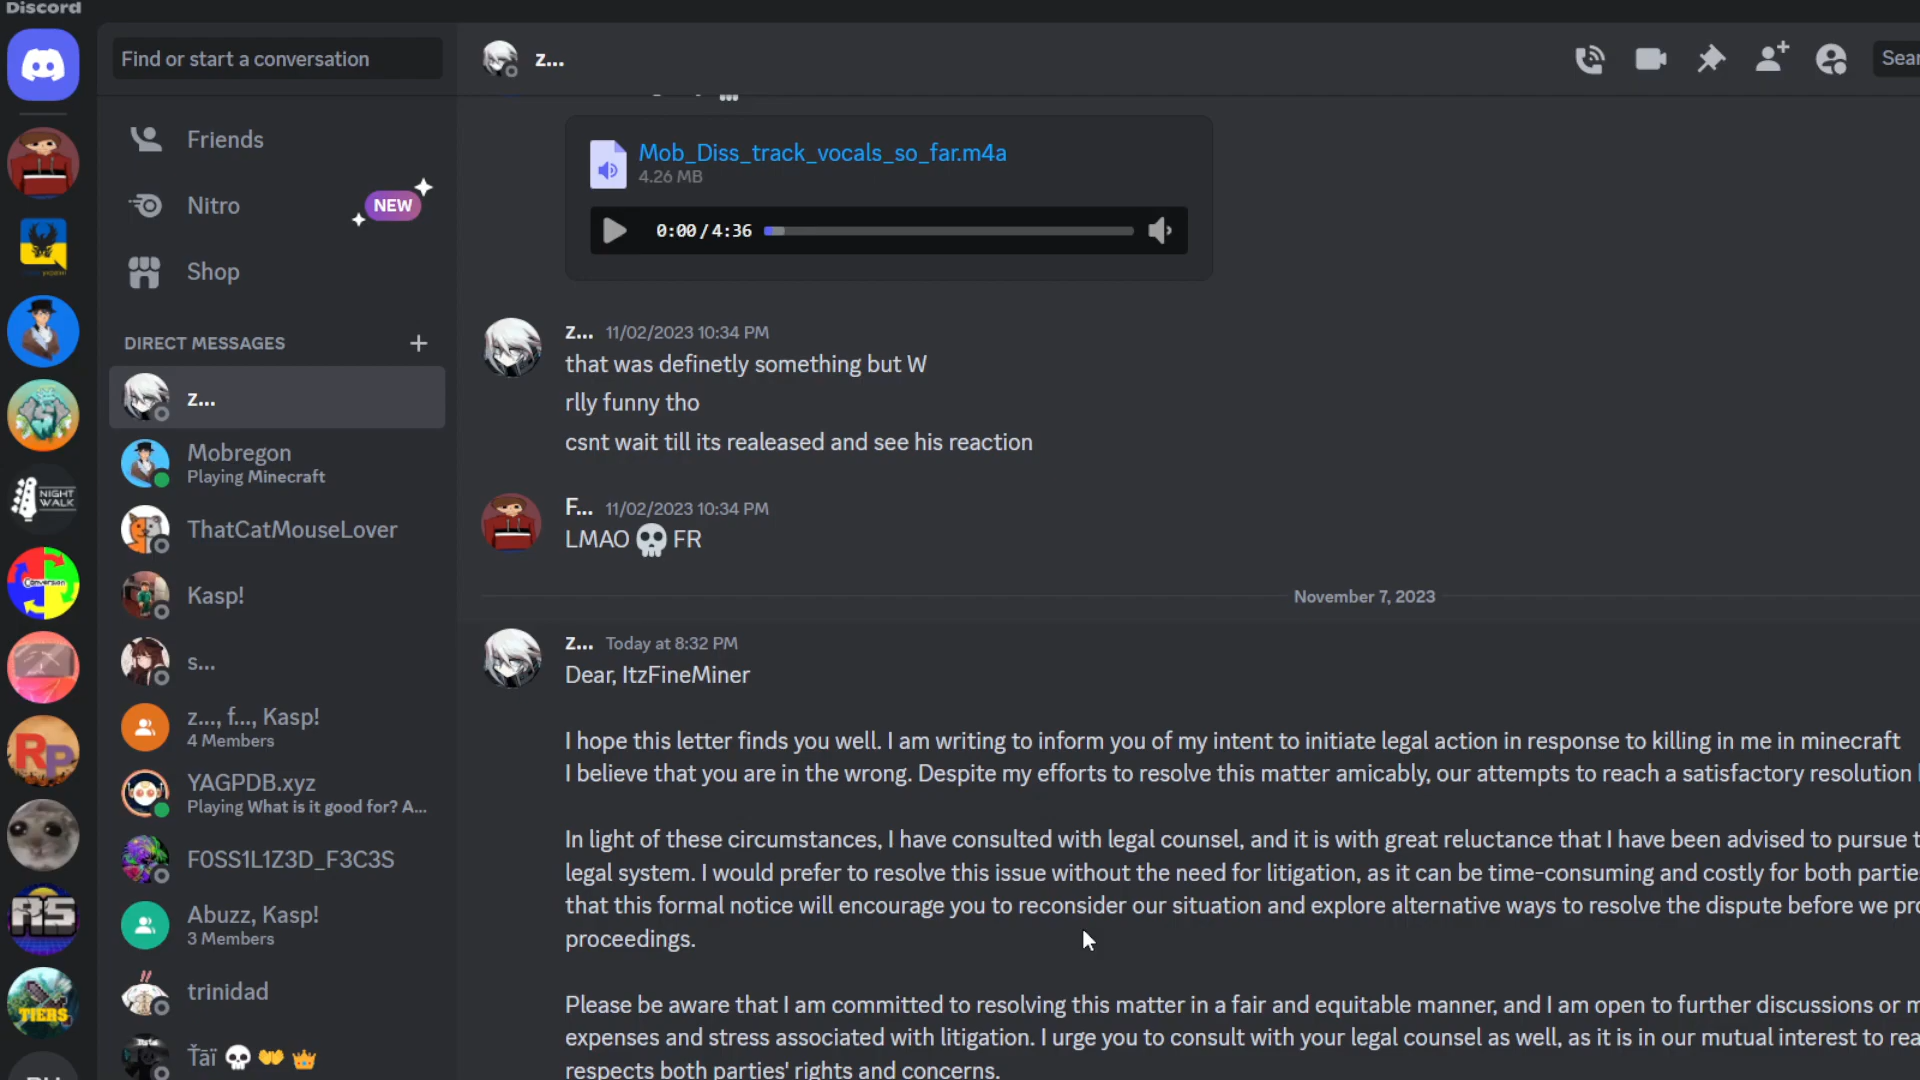 Discord
Find or start a conversation
Friends
Nitro
NEW
Shop
DIRECT MESSAGES
z...
Mobregon
Playing Minecraft
ThatCatMouseLover
Kasp!
s...
z..., f..., Kasp!
4 Members
YAGPDB.xyz
Playing What is it good for? A...
F0SS1L1Z3D_F3C3S
Abuzz, Kasp!
3 Members
trinidad
Ťäï 💀 👐 👑
NIGHT
WALK
Conversion
RP
RS
TIERS
z...
Sear
Mob_Diss_track_vocals_so_far.m4a
4.26 MB
0:00/4:36
z... 11/02/2023 10:34 PM
that was definetly something but W
rlly funny tho
csnt wait till its realeased and see his reaction
F... 11/02/2023 10:34 PM
LMAO 💀 FR
November 7, 2023
z... Today at 8:32 PM
Dear, ItzFineMiner
I hope this letter finds you well. I am writing to inform you of my intent to initiate legal action in response to killing in me in minecraft
I believe that you are in the wrong. Despite my efforts to resolve this matter amicably, our attempts to reach a satisfactory resolution
In light of these circumstances, I have consulted with legal counsel, and it is with great reluctance that I have been advised to pursue t
legal system. I would prefer to resolve this issue without the need for litigation, as it can be time-consuming and costly for both partie
that this formal notice will encourage you to reconsider our situation and explore alternative ways to resolve the dispute before we pro
proceedings.
Please be aware that I am committed to resolving this matter in a fair and equitable manner, and I am open to further discussions or m
expenses and stress associated with litigation. I urge you to consult with your legal counsel as well, as it is in our mutual interest to rea
respects both parties' rights and concerns.